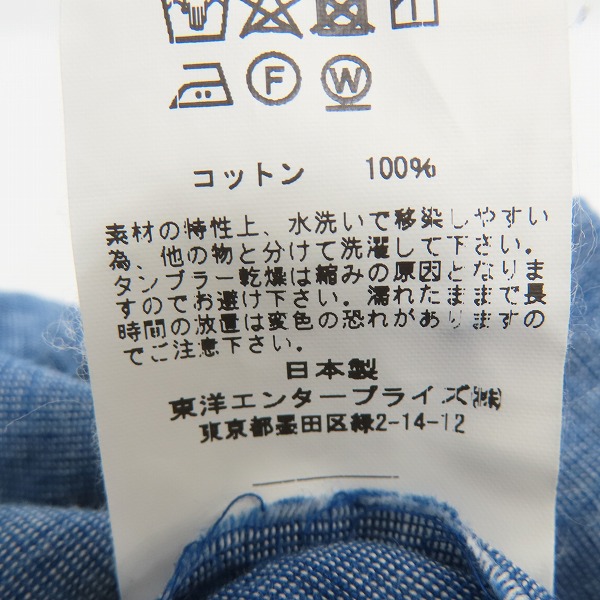 F W
コットン 100%
素材の特性上、水洗いで移染しやすい
為、他の物と分けて洗濯して下さい。
タンブラー乾燥は縮みの原因となりま
すのでお避け下さい。濡れたままで長
時間の放置は変色の恐れがありますの
でご注意下さい。
日本製
東洋エンタープライズ(株)
東京都墨田区緑2-14-12